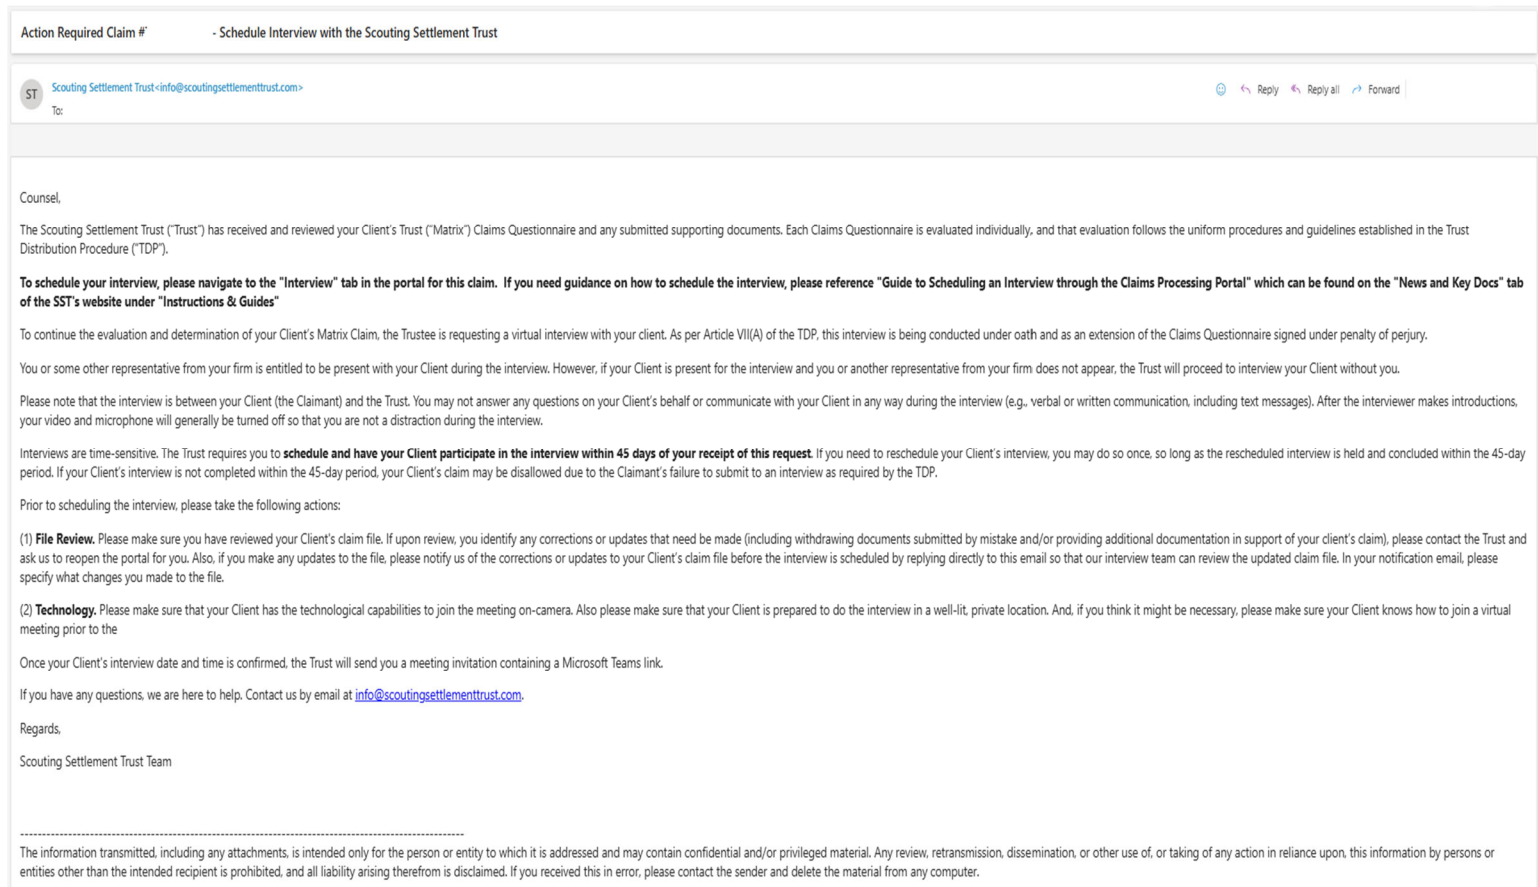 Action Required Claim #' - Schedule Interview with the Scouting Settlement Trust
ST
Scouting Settlement Trust<info@scoutingsettlementtrust.com>
Reply Reply all Forward
To:
Counsel,
The Scouting Settlement Trust ("Trust") has received and reviewed your Client's Trust ("Matrix") Claims Questionnaire and any submitted supporting documents. Each Claims Questionnaire is evaluated individually, and that evaluation follows the uniform procedures and guidelines established in the Trust
Distribution Procedure ("TDP").
To schedule your interview, please navigate to the "Interview" tab in the portal for this claim. If you need guidance on how to schedule the interview, please reference "Guide to Scheduling an Interview through the Claims Processing Portal" which can be found on the "News and Key Docs" tab
of the SST's website under "Instructions & Guides"
To continue the evaluation and determination of your Client's Matrix Claim, the Trustee is requesting a virtual interview with your client. As per Article VII(A) of the TDP, this interview is being conducted under oath and as an extension of the Claims Questionnaire signed under penalty of perjury.
You or some other representative from your firm is entitled to be present with your Client during the interview. However, if your Client is present for the interview and you or another representative from your firm does not appear, the Trust will proceed to interview your Client without you.
Please note that the interview is between your Client (the Claimant) and the Trust. You may not answer any questions on your Client's behalf or communicate with your Client in any way during the interview (e.g., verbal or written communication, including text messages). After the interviewer makes introductions,
your video and microphone will generally be turned off so that you are not a distraction during the interview.
Interviews are time-sensitive. The Trust requires you to schedule and have your Client participate in the interview within 45 days of your receipt of this request. If you need to reschedule your Client's interview, you may do so once, so long as the rescheduled interview is held and concluded within the 45-day
period. If your Client's interview is not completed within the 45-day period, your Client's claim may be disallowed due to the Claimant's failure to submit to an interview as required by the TDP.
Prior to scheduling the interview, please take the following actions:
(1) File Review. Please make sure you have reviewed your Client's claim file. If upon review, you identify any corrections or updates that need be made (including withdrawing documents submitted by mistake and/or providing additional documentation in support of your client's claim), please contact the Trust and
ask us to reopen the portal for you. Also, if you make any updates to the file, please notify us of the corrections or updates to your Client's claim file before the interview is scheduled by replying directly to this email so that our interview team can review the updated claim file. In your notification email, please
specify what changes you made to the file.
(2) Technology. Please make sure that your Client has the technological capabilities to join the meeting on-camera. Also please make sure that your Client is prepared to do the interview in a well-lit, private location. And, if you think it might be necessary, please make sure your Client knows how to join a virtual
meeting prior to the
Once your Client's interview date and time is confirmed, the Trust will send you a meeting invitation containing a Microsoft Teams link.
If you have any questions, we are here to help. Contact us by email at info@scoutingsettlementtrust.com.
Regards,
Scouting Settlement Trust Team
----------------------------------------------------------------------------------------------------
The information transmitted, including any attachments, is intended only for the person or entity to which it is addressed and may contain confidential and/or privileged material. Any review, retransmission, dissemination, or other use of, or taking of any action in reliance upon, this information by persons or
entities other than the intended recipient is prohibited, and all liability arising therefrom is disclaimed. If you received this in error, please contact the sender and delete the material from any computer.